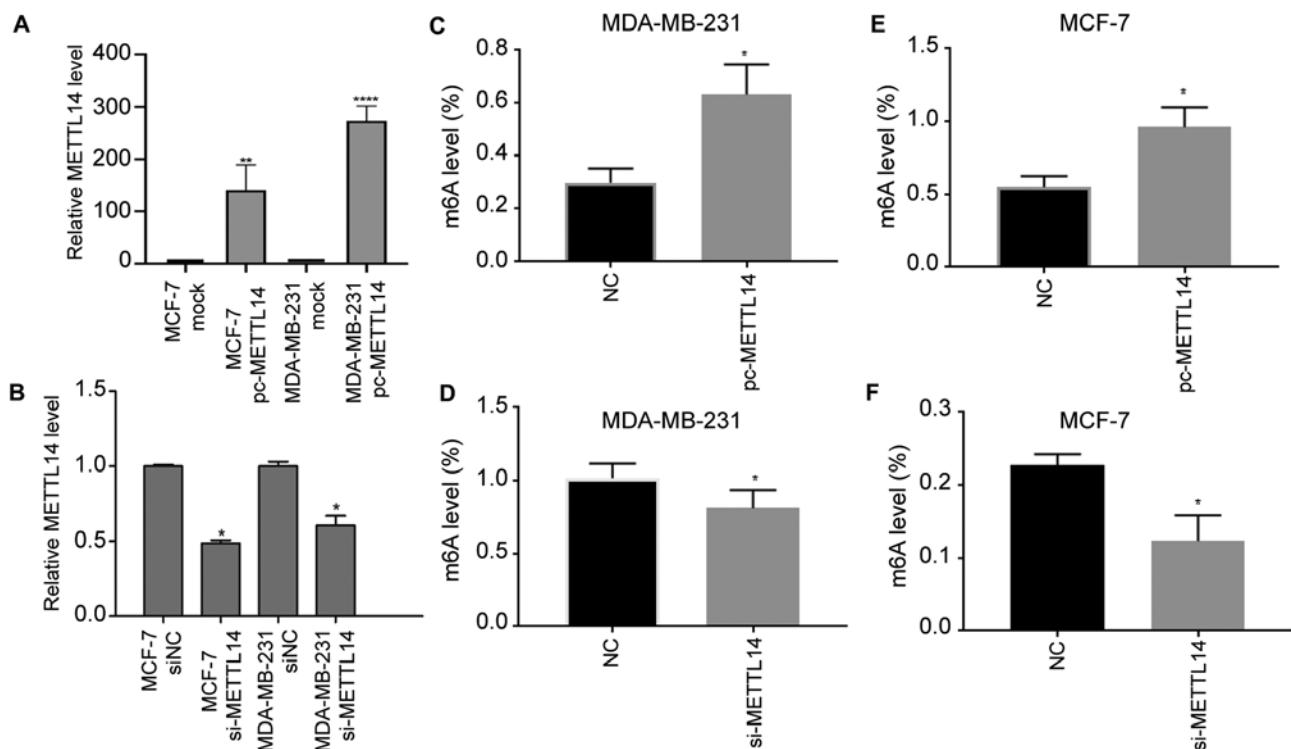 A
Relative METTL14 level
400
300
200
100
0
**
****
MCF-7
mock
MCF-7
pc-METTL14
MDA-MB-231
mock
MDA-MB-231
pc-METTL14
B
Relative METTL14 level
1.5
1.0
0.5
0.0
*
*
MCF-7
siNC
MCF-7
si-METTL14
MDA-MB-231
siNC
MDA-MB-231
si-METTL14
C
MDA-MB-231
m6A level (%)
0.8
0.6
0.4
0.2
0.0
*
NC
pc-METTL14
D
MDA-MB-231
m6A level (%)
1.5
1.0
0.5
0.0
*
NC
si-METTL14
E
MCF-7
m6A level (%)
1.5
1.0
0.5
0.0
*
NC
pc-METTL14
F
MCF-7
m6A level (%)
0.3
0.2
0.1
0.0
*
NC
si-METTL14